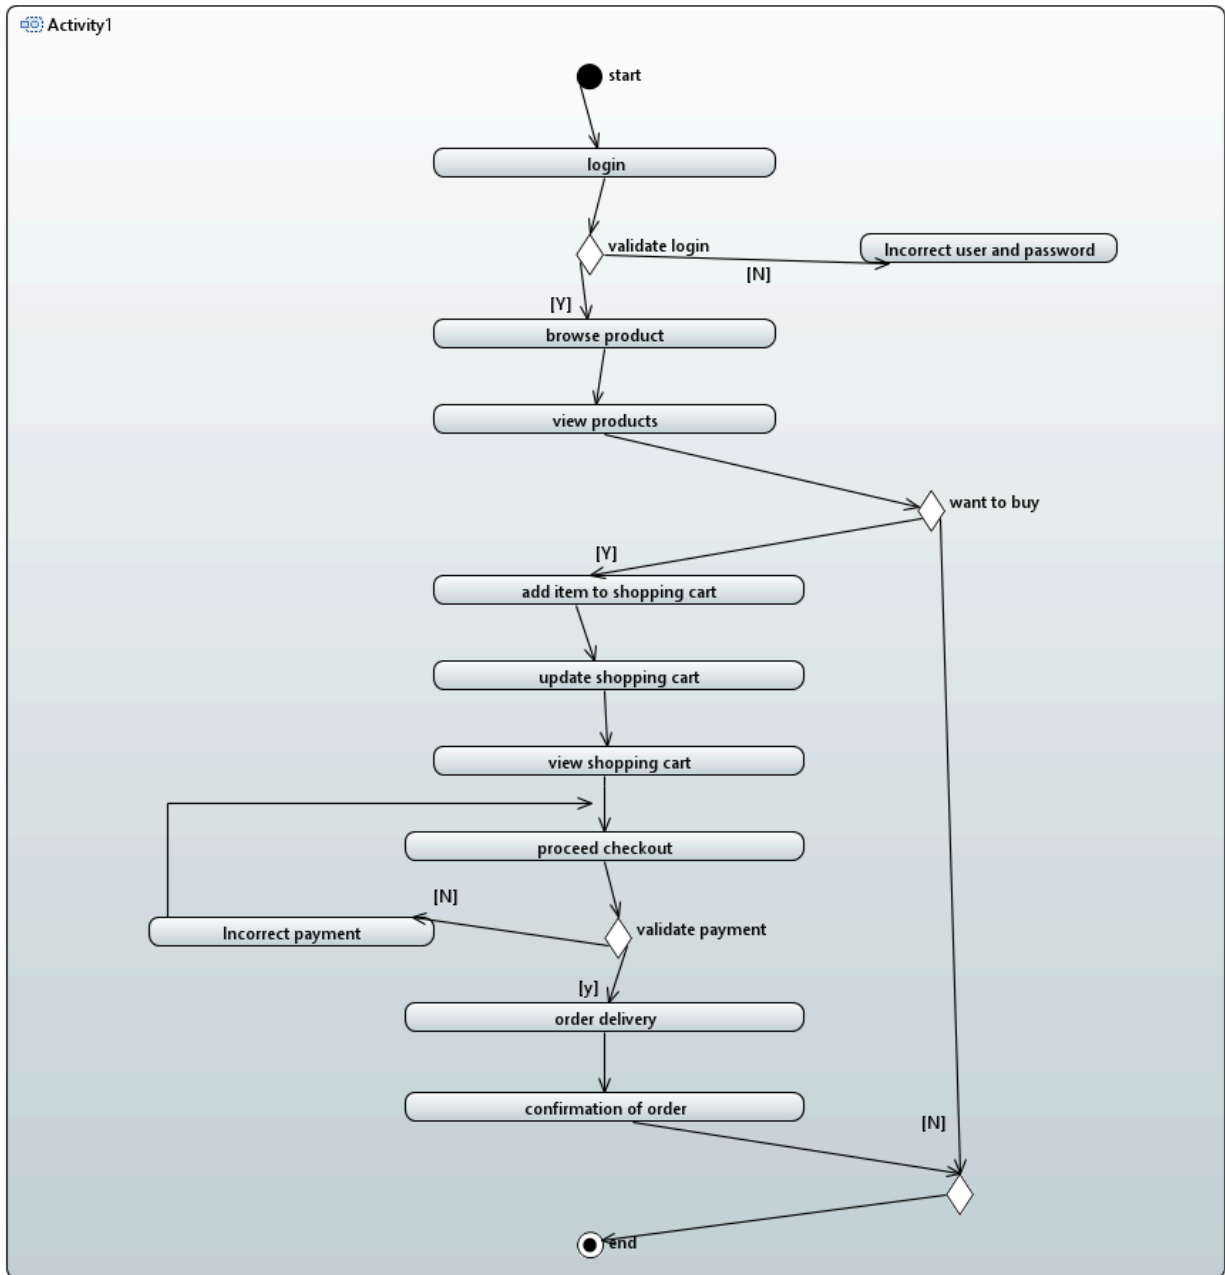 Activity1
start
login
validate login
Incorrect user and password
[N]
[Y]
browse product
view products
want to buy
[Y]
add item to shopping cart
update shopping cart
view shopping cart
proceed checkout
[N]
validate payment
Incorrect payment
[y]
order delivery
confirmation of order
[N]
end